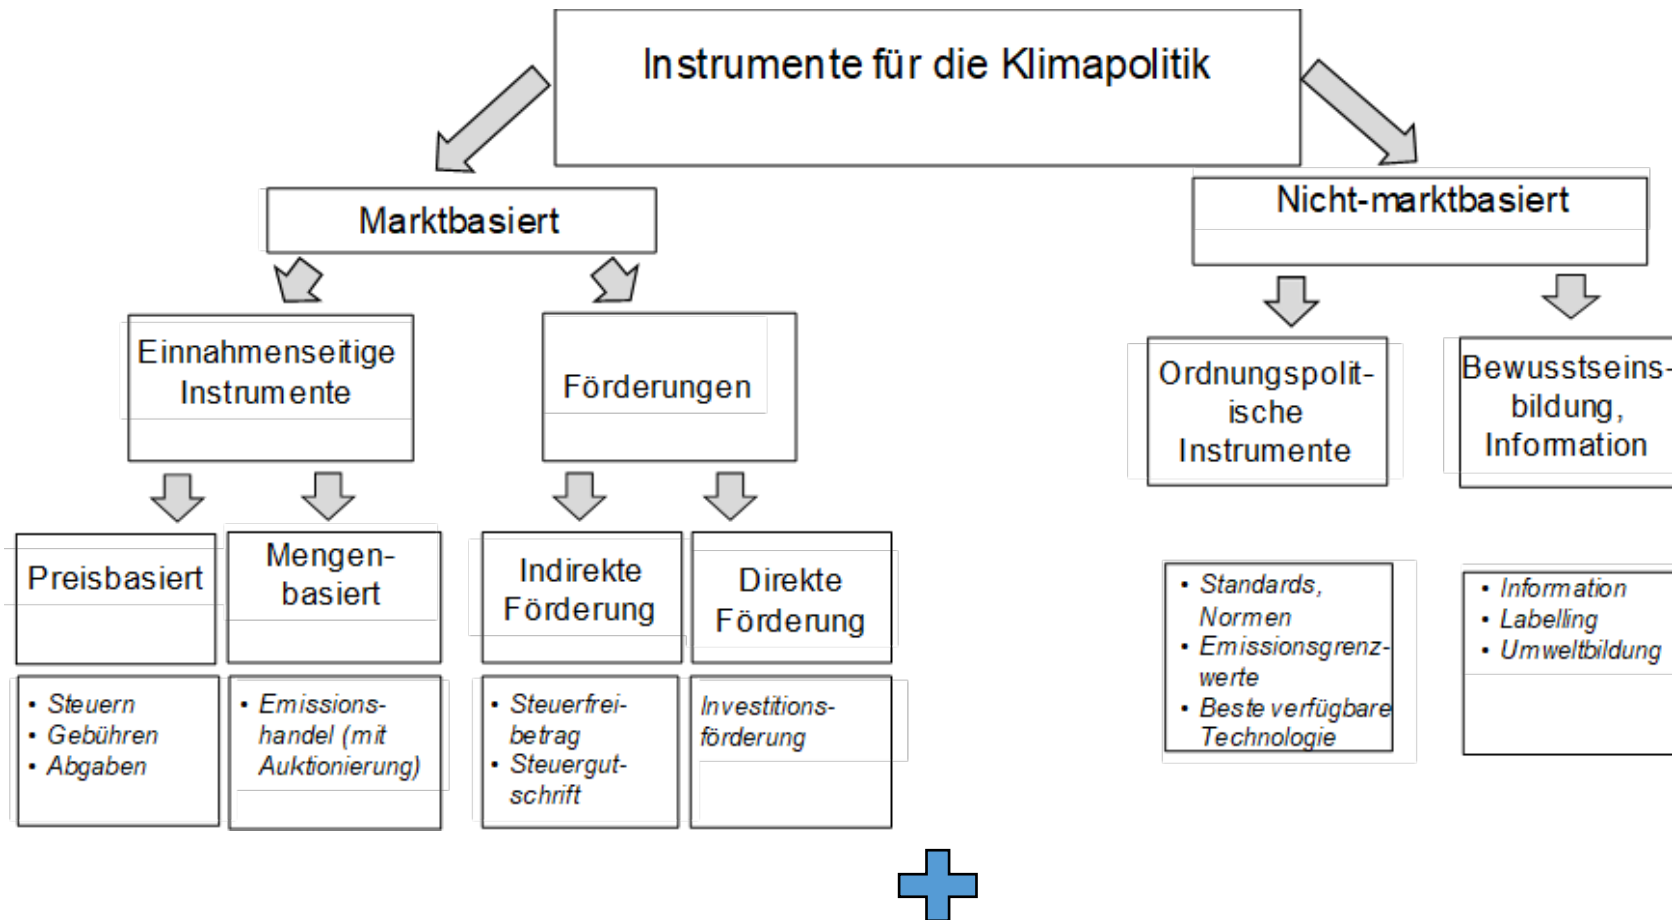 Instrumente für die Klimapolitik
Marktbasiert
Nicht-marktbasiert
Einnahmenseitige
Instrumente
Förderungen
Ordnungspolit-
ische
Instrumente
Bewusstseins-
bildung,
Information
Preisbasiert
Mengen-
basiert
Indirekte
Förderung
Direkte
Förderung
• Steuern
• Gebühren
• Abgaben
• Emissions-
handel (mit
Auktionierung)
• Steuerfrei-
betrag
• Steuergut-
schrift
Investitions-
förderung
• Standards,
Normen
• Emissionsgrenz-
werte
• Beste verfügbare
Technologie
• Information
• Labelling
• Umweltbildung